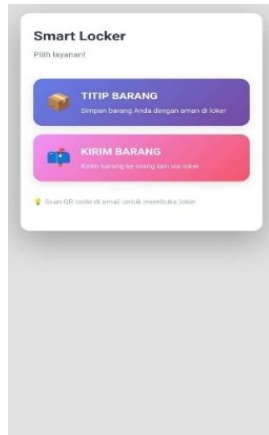 Smart Locker
Pilih layanan!
TITIP BARANG
Simpan barang Anda dengan aman di loker
KIRIM BARANG
Kirim barang ke orang lain via loker
Scan QR code di email untuk membuka loker